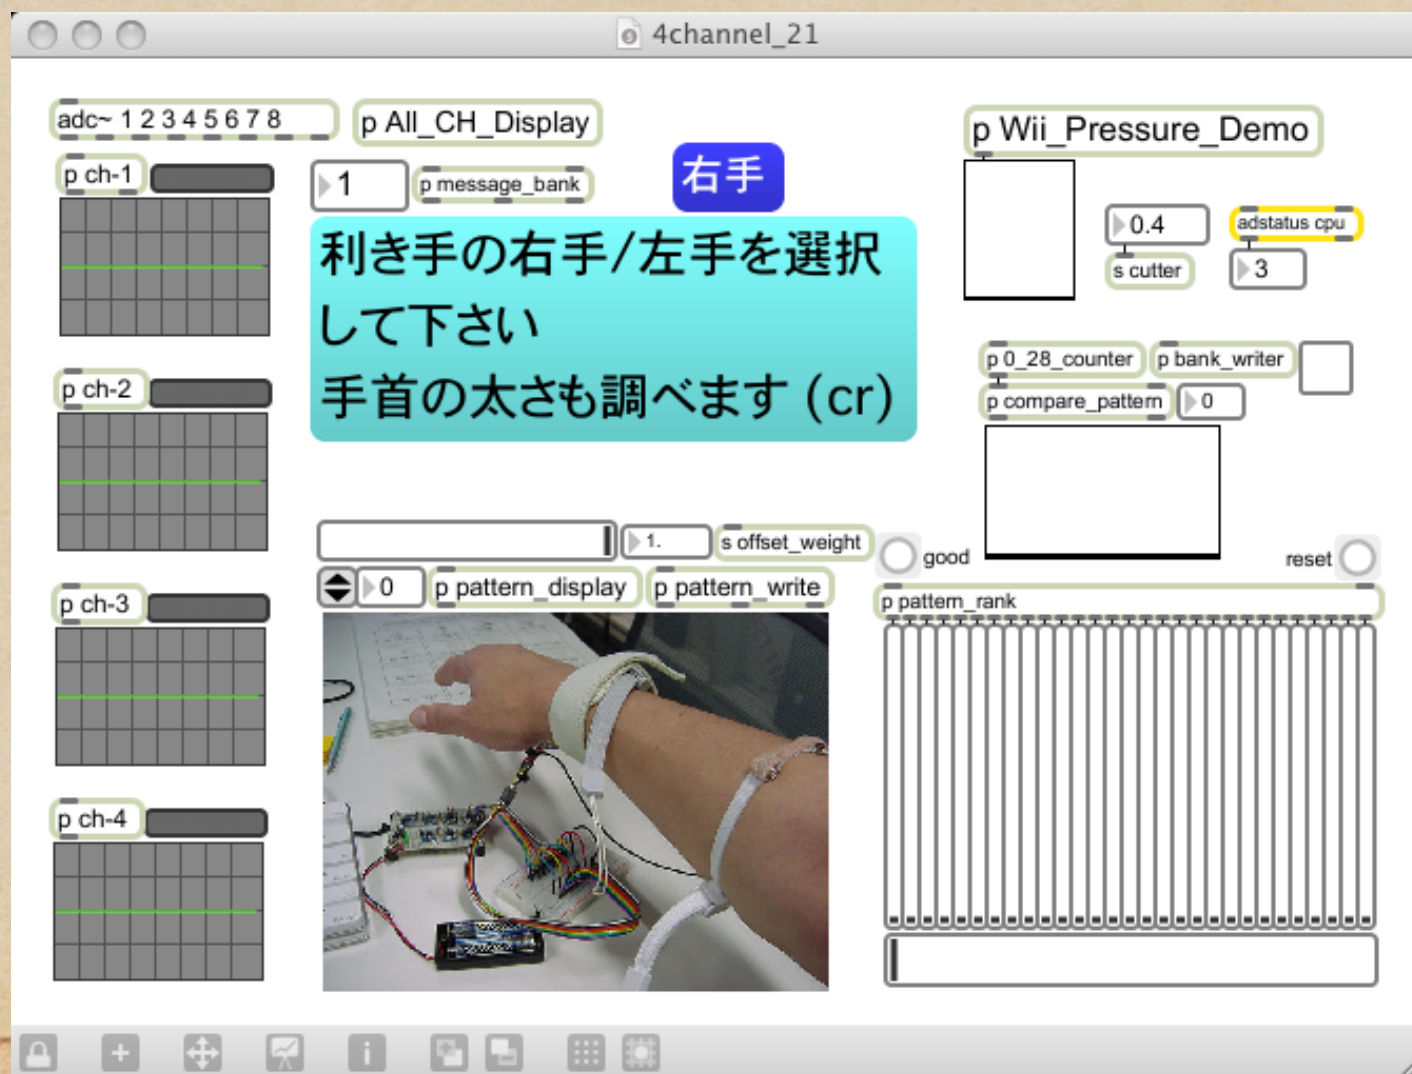 4channel_21
adc~ 1 2 3 4 5 6 7 8
p All_CH_Display
p Wii_Pressure_Demo
p ch-1
1
p message_bank
右手
0.4
adstatus cpu
s cutter
3
利き手の右手/左手を選択
して下さい
手首の太さも調べます (cr)
p 0_28_counter
p bank_writer
p ch-2
p compare_pattern
0
1.
s offset_weight
good
reset
0
p pattern_display
p pattern_write
p ch-3
p pattern_rank
p ch-4